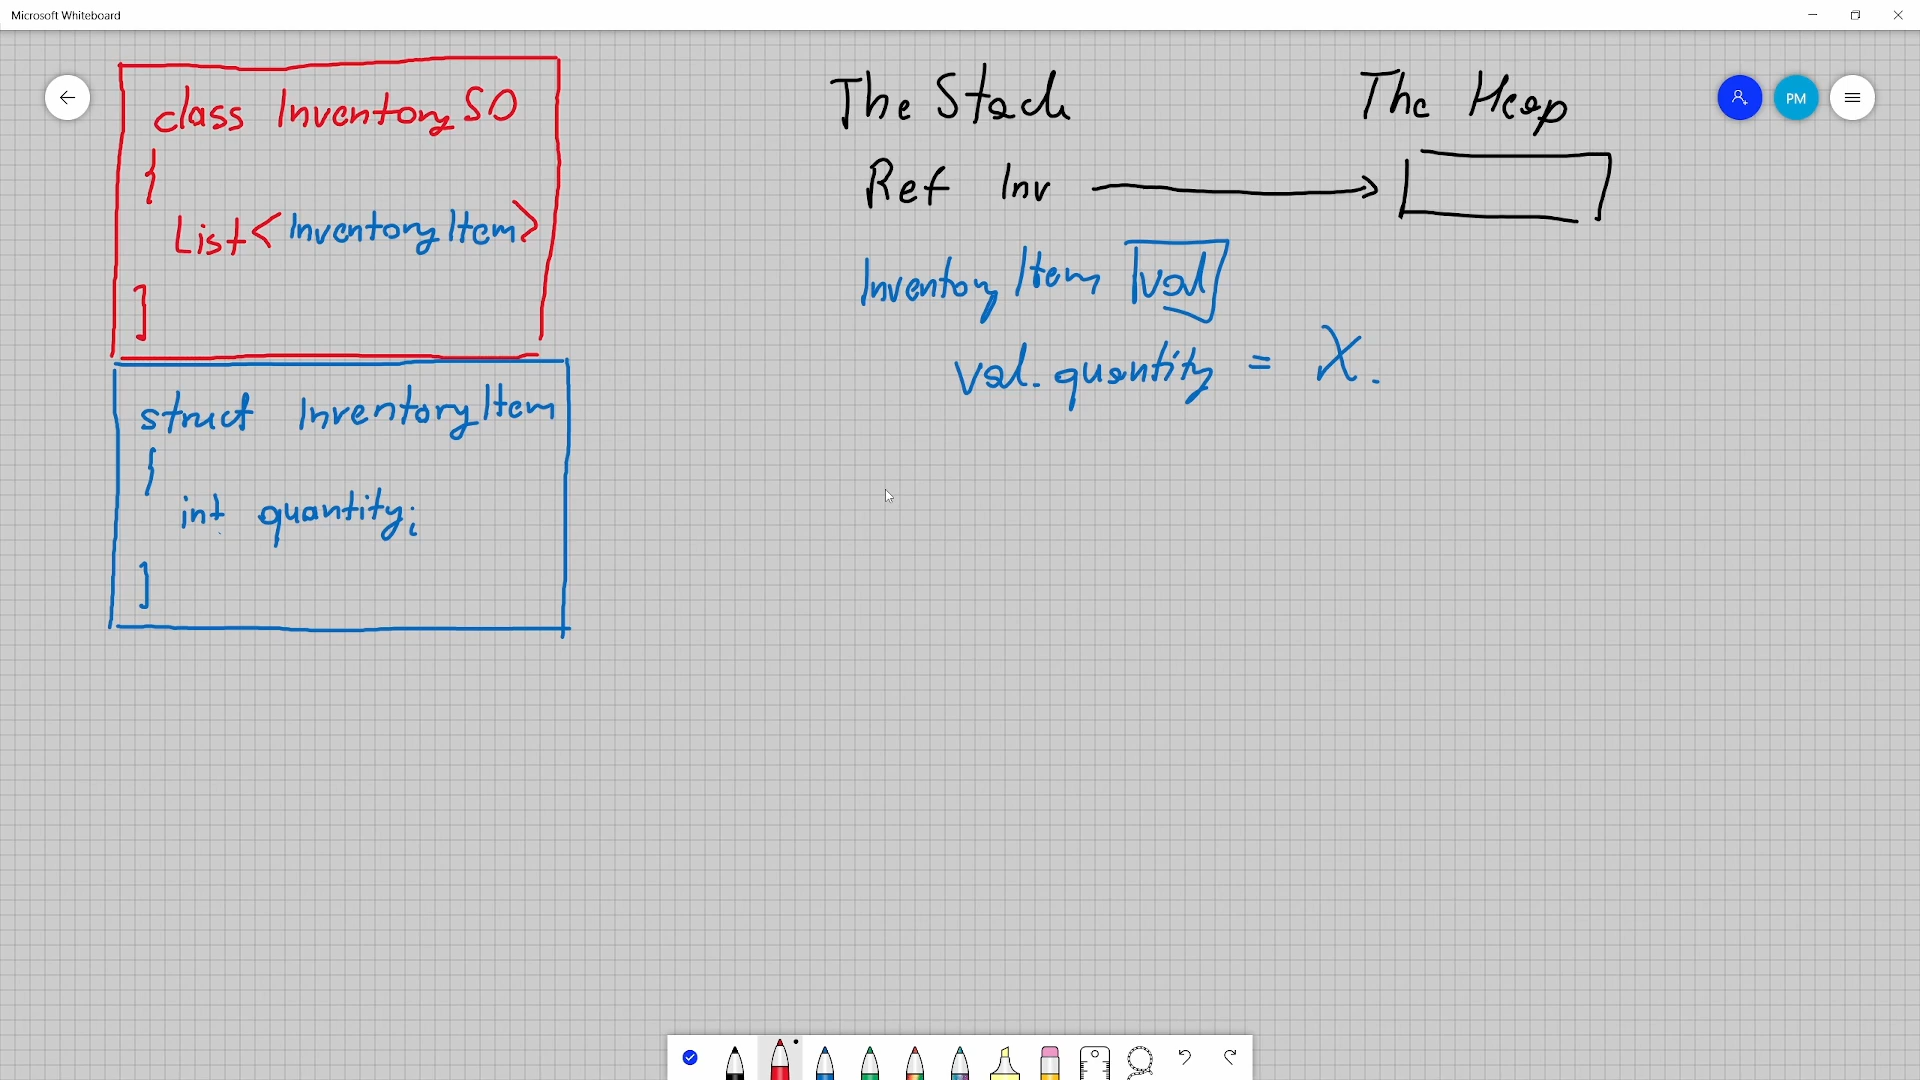 Microsoft Whiteboard
class InventorySO
{
List<InventoryItem>
}
struct InventoryItem
{
int quantity;
}
The Stack
Ref Inv
InventoryItem val
val.quantity = X.
The Heap
PM